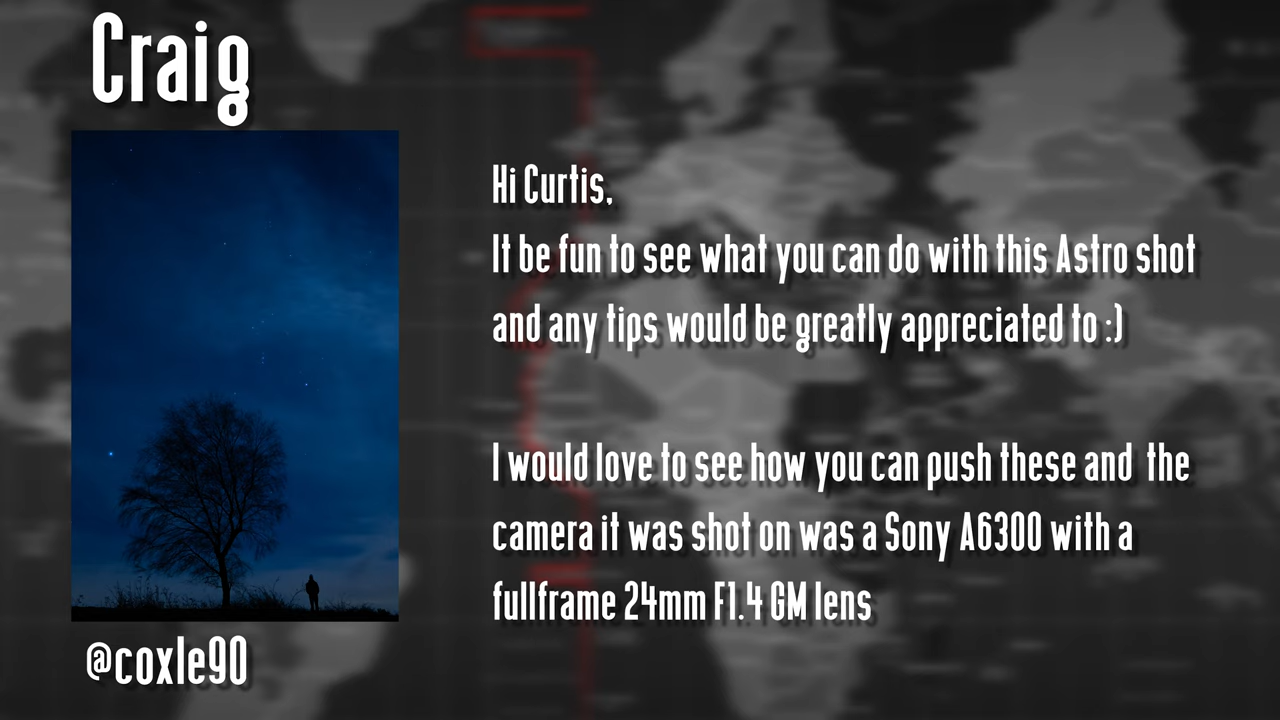 Craig
Hi Curtis,
It be fun to see what you can do with this Astro shot
and any tips would be greatly appreciated to :)
I would love to see how you can push these and the
camera it was shot on was a Sony A6300 with a
fullframe 24mm F1.4 GM lens
@coxle90